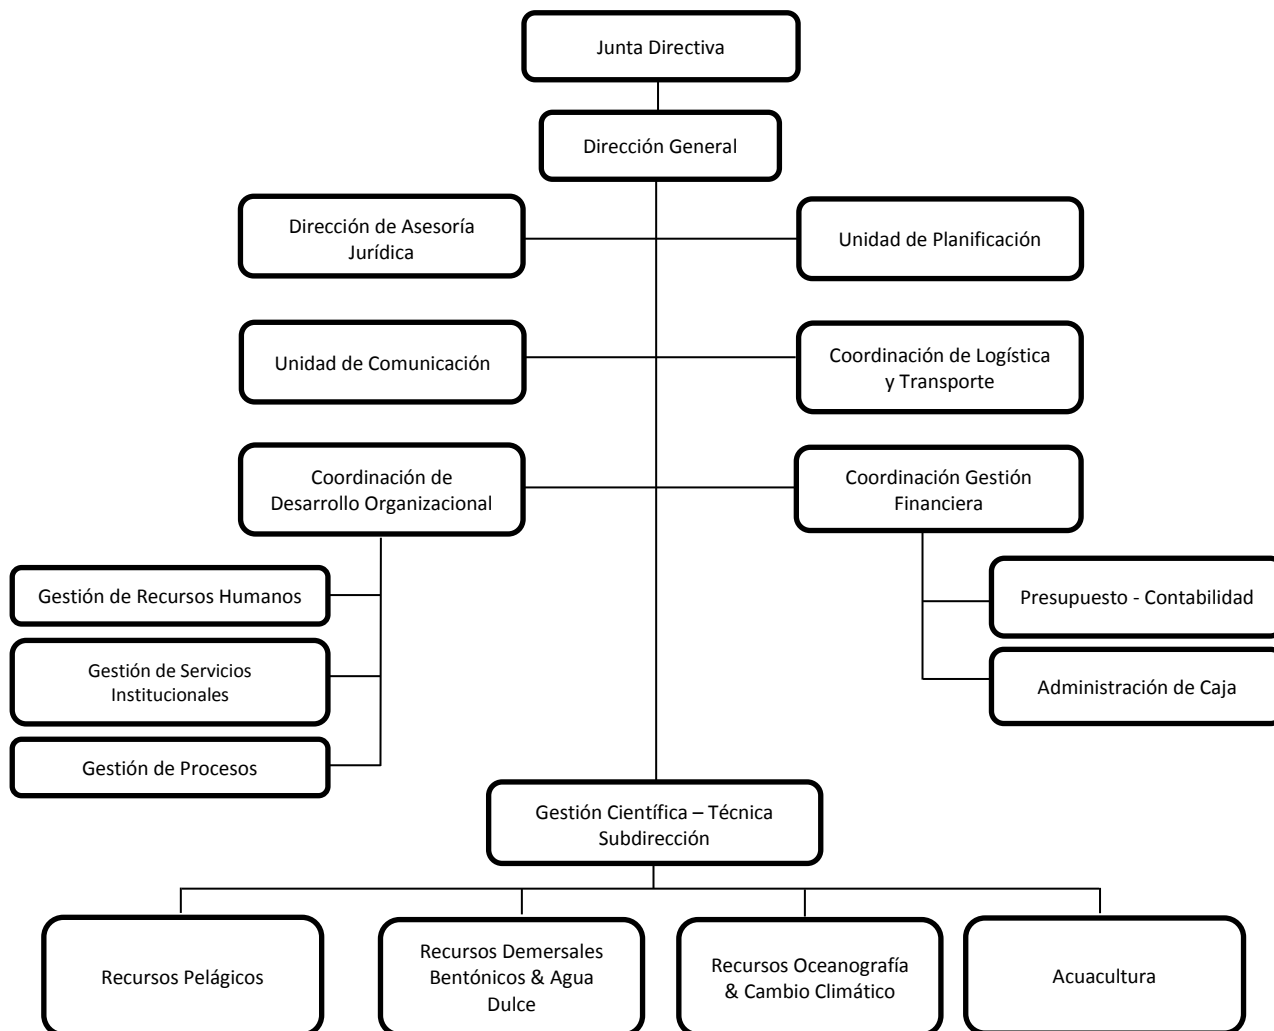 Junta Directiva
Dirección General
Dirección de Asesoría
Jurídica
Unidad de Planificación
Unidad de Comunicación
Coordinación de Logística
y Transporte
Coordinación de
Desarrollo Organizacional
Coordinación Gestión
Financiera
Gestión de Recursos Humanos
Gestión de Servicios
Institucionales
Gestión de Procesos
Presupuesto - Contabilidad
Administración de Caja
Gestión Científica – Técnica
Subdirección
Recursos Pelágicos
Recursos Demersales
Bentónicos & Agua
Dulce
Recursos Oceanografía
& Cambio Climático
Acuacultura